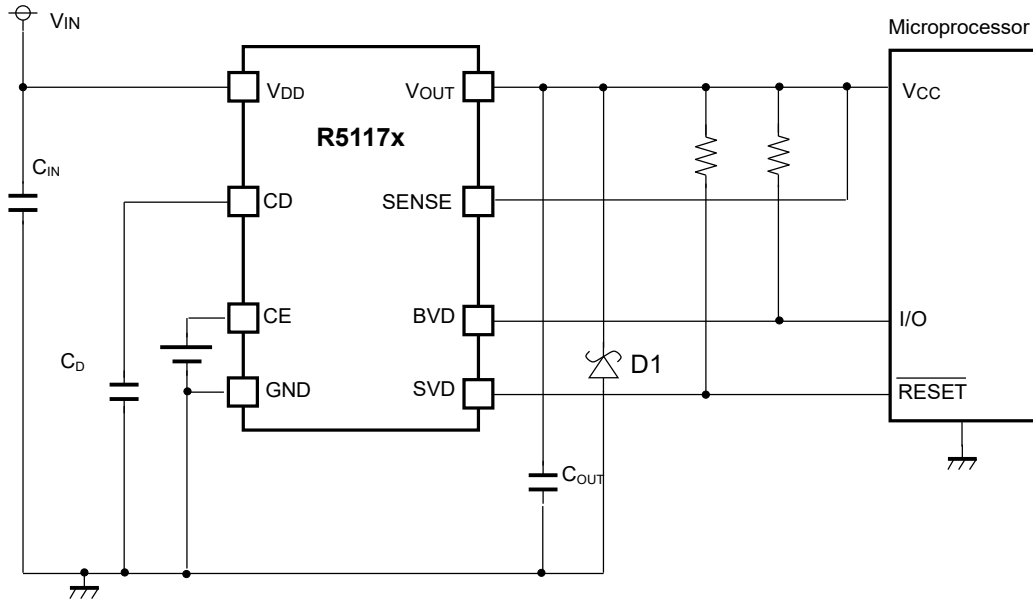 VIN
Microprocessor
VDD
VOUT
VCC
R5117x
CIN
CD
SENSE
CE
BVD
I/O
CD
D1
GND
SVD
RESET
COUT